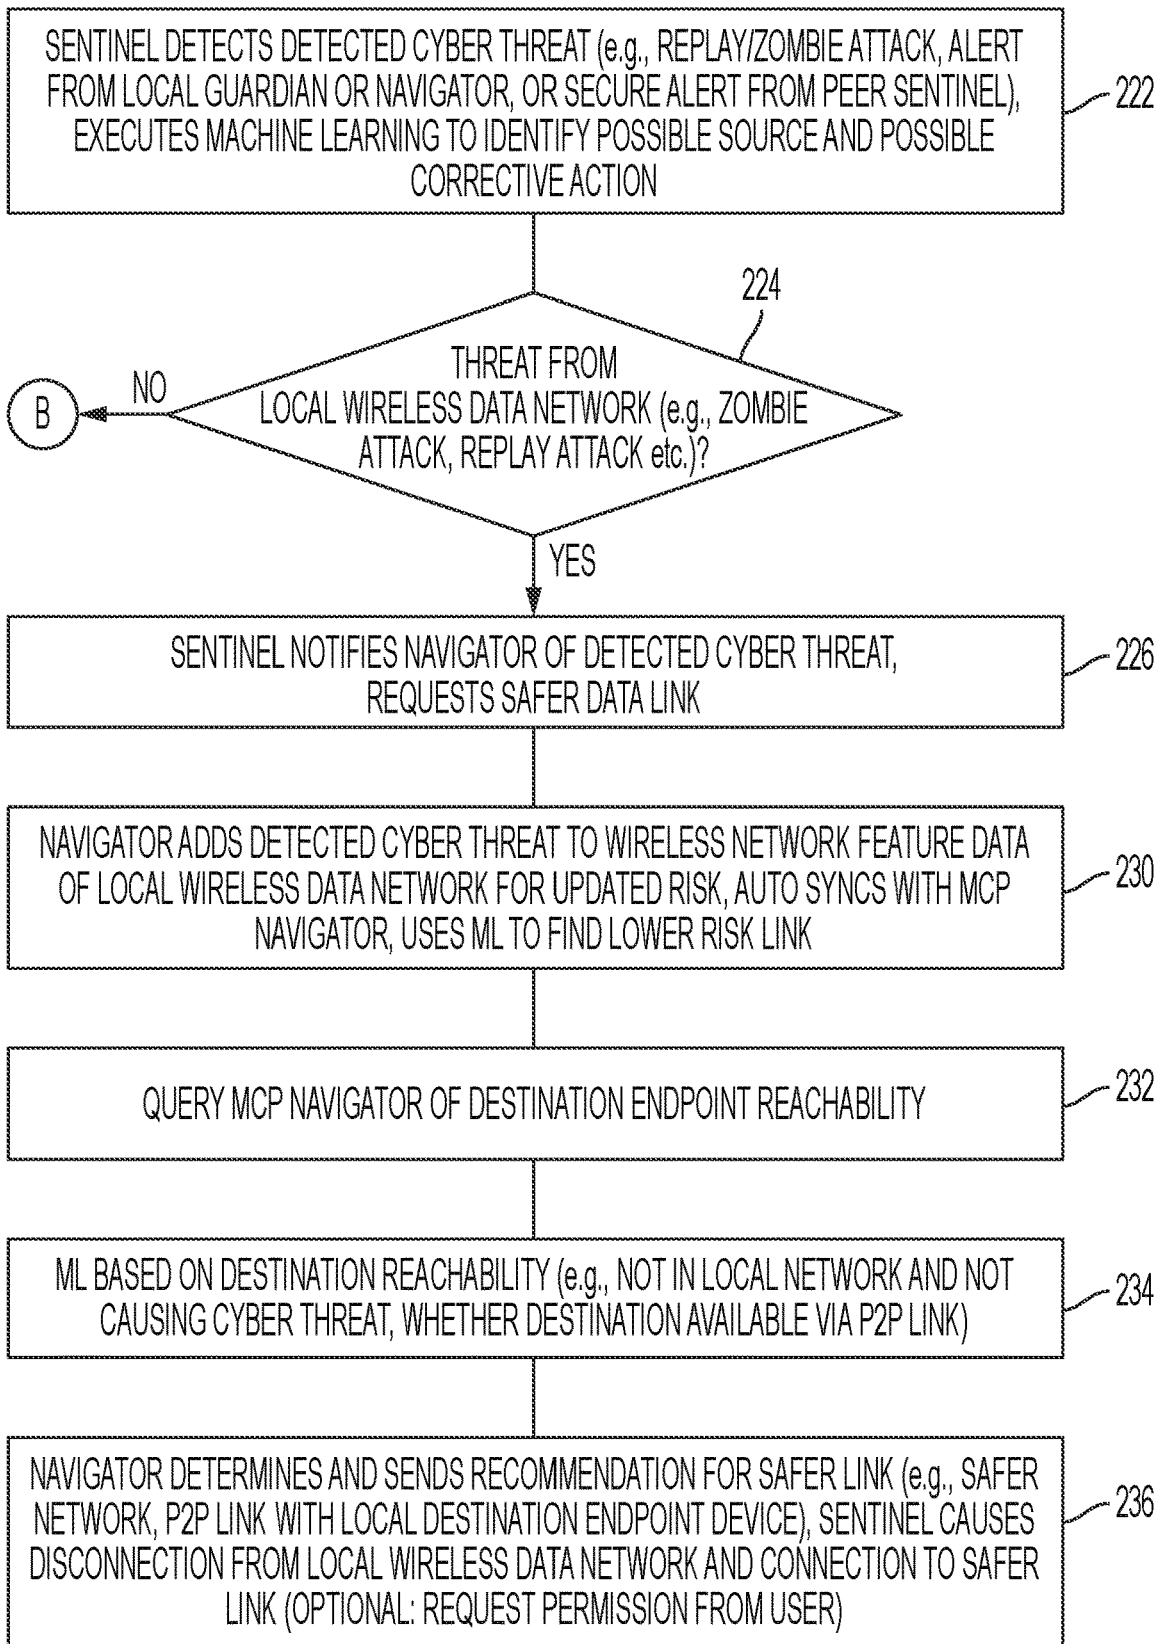 SENTINEL DETECTS DETECTED CYBER THREAT (e.g., REPLAY/ZOMBIE ATTACK, ALERT
FROM LOCAL GUARDIAN OR NAVIGATOR, OR SECURE ALERT FROM PEER SENTINEL),
EXECUTES MACHINE LEARNING TO IDENTIFY POSSIBLE SOURCE AND POSSIBLE
CORRECTIVE ACTION
222
224
THREAT FROM
LOCAL WIRELESS DATA NETWORK (e.g., ZOMBIE
ATTACK, REPLAY ATTACK etc.)?
NO
B
YES
SENTINEL NOTIFIES NAVIGATOR OF DETECTED CYBER THREAT,
REQUESTS SAFER DATA LINK
226
NAVIGATOR ADDS DETECTED CYBER THREAT TO WIRELESS NETWORK FEATURE DATA
OF LOCAL WIRELESS DATA NETWORK FOR UPDATED RISK, AUTO SYNCS WITH MCP
NAVIGATOR, USES ML TO FIND LOWER RISK LINK
230
QUERY MCP NAVIGATOR OF DESTINATION ENDPOINT REACHABILITY
232
ML BASED ON DESTINATION REACHABILITY (e.g., NOT IN LOCAL NETWORK AND NOT
CAUSING CYBER THREAT, WHETHER DESTINATION AVAILABLE VIA P2P LINK)
234
NAVIGATOR DETERMINES AND SENDS RECOMMENDATION FOR SAFER LINK (e.g., SAFER
NETWORK, P2P LINK WITH LOCAL DESTINATION ENDPOINT DEVICE), SENTINEL CAUSES
DISCONNECTION FROM LOCAL WIRELESS DATA NETWORK AND CONNECTION TO SAFER
LINK (OPTIONAL: REQUEST PERMISSION FROM USER)
236